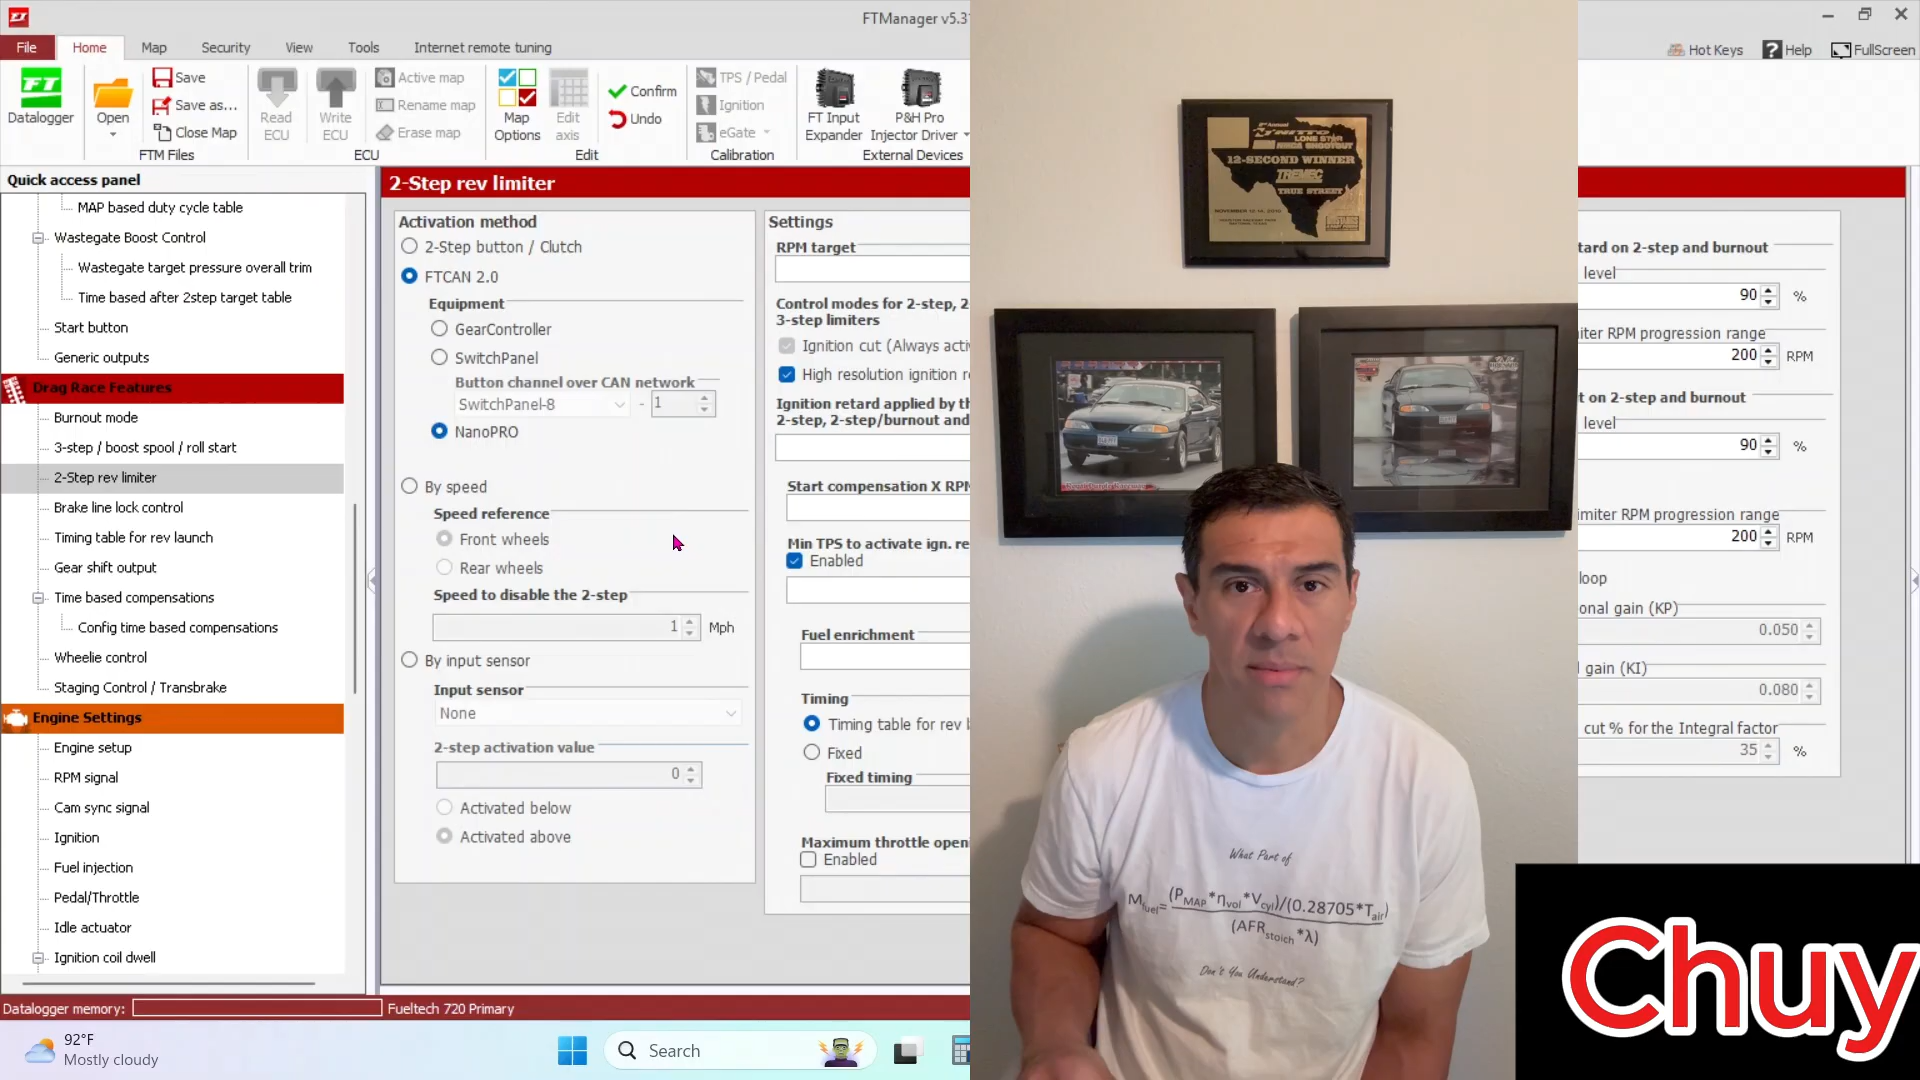 FTManager v5.3
File
Home
Map
Security
View
Tools
Internet remote tuning
Hot Keys
Help
FullScreen
Datalogger
Open
Save
Save as...
Close Map
FTM Files
Read ECU
Write ECU
Active map
Rename map
Erase map
ECU
Map Options
Edit axis
Confirm
Undo
Edit
TPS / Pedal
Ignition
eGate
Calibration
FT Input Expander
P&H Pro Injector Driver
External Devices
Quick access panel
MAP based duty cycle table
Wastegate Boost Control
Wastegate target pressure overall trim
Time based after 2step target table
Start button
Generic outputs
Drag Race Features
Burnout mode
3-step / boost spool / roll start
2-Step rev limiter
Brake line lock control
Timing table for rev launch
Gear shift output
Time based compensations
Config time based compensations
Wheelie control
Staging Control / Transbrake
Engine Settings
Engine setup
RPM signal
Cam sync signal
Ignition
Fuel injection
Pedal/Throttle
Idle actuator
Ignition coil dwell
2-Step rev limiter
Activation method
2-Step button / Clutch
FTCAN 2.0
Equipment
GearController
SwitchPanel
Button channel over CAN network
SwitchPanel-8 - 1
NanoPRO
By speed
Speed reference
Front wheels
Rear wheels
Speed to disable the 2-step
1 Mph
By input sensor
Input sensor
None
2-step activation value
0
Activated below
Activated above
Settings
RPM target
Control modes for 2-step, 2
3-step limiters
Ignition cut (Always acti
High resolution ignition r
Ignition retard applied by th
2-step, 2-step/burnout and
Start compensation X RPM
Min TPS to activate ign. re
Enabled
Fuel enrichment
Timing
Timing table for rev l
Fixed
Fixed timing
Maximum throttle openi
Enabled
tard on 2-step and burnout
level
90 %
iter RPM progression range
200 RPM
t on 2-step and burnout
level
90 %
imiter RPM progression range
200 RPM
loop
onal gain (KP)
0.050
l gain (KI)
0.080
cut % for the Integral factor
35 %
Annual
NITTO
LONE STAR
12-SECOND WINNER
TREMEC
TRUE STREET
What Part of
Mfuel=(PMAP*ηvol*Vcyl)/(0.28705*Tair)
(AFRstoich*λ)
Don't You Understand?
Chuy
Datalogger memory:
Fueltech 720 Primary
92°F
Mostly cloudy
Search